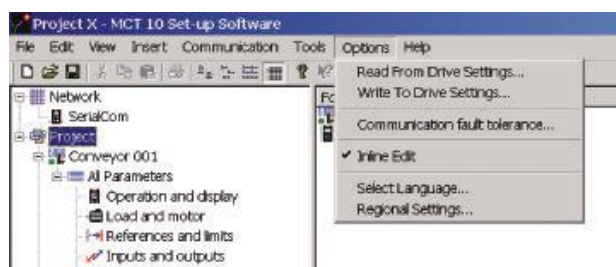 Project X - MCT 10 Set-up Software
File Edit View Insert Communication Tools Options Help
Read From Drive Settings...
Write To Drive Settings...
Communication fault tolerance...
Inline Edit
Select Language...
Regional Settings...
Network
SerialCom
Project
Conveyor 001
All Parameters
Operation and display
Load and motor
References and limits
Inputs and outputs